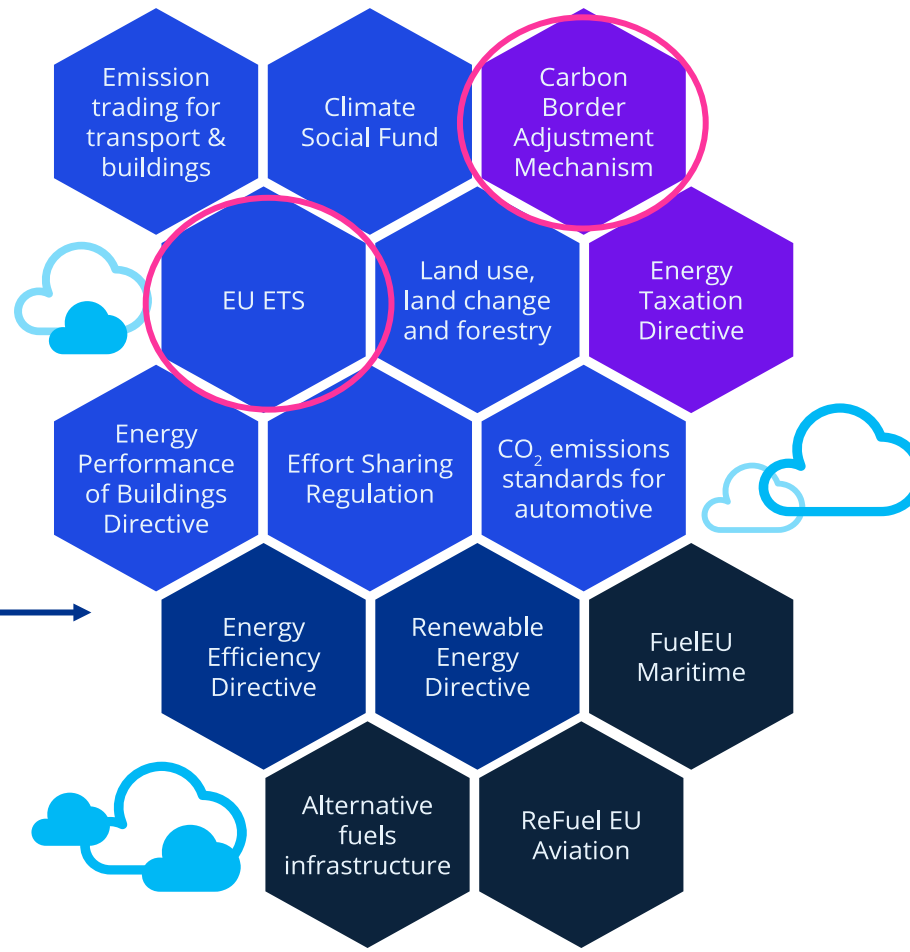 Emission
trading for
transport &
buildings
Climate
Social Fund
Carbon
Border
Adjustment
Mechanism
EU ETS
Land use,
land change
and forestry
Energy
Taxation
Directive
Energy
Performance
of Buildings
Directive
Effort Sharing
Regulation
CO₂ emissions
standards for
automotive
Energy
Efficiency
Directive
Renewable
Energy
Directive
FuelEU
Maritime
Alternative
fuels
infrastructure
ReFuel EU
Aviation